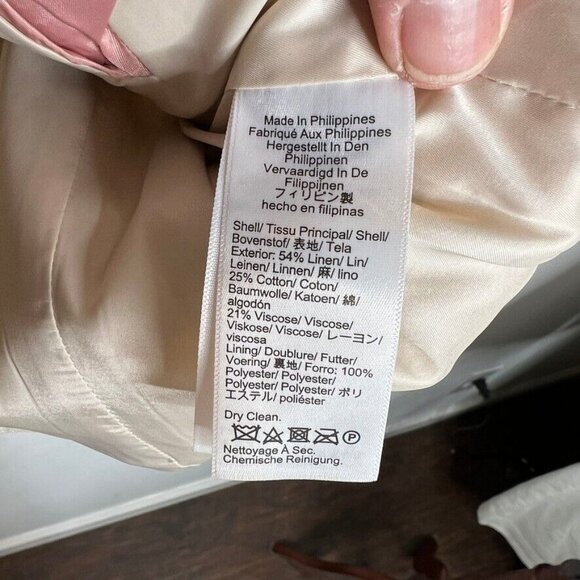 Made In Philippines
Fabriqué Aux Philippines
Hergestellt In Den
Philippinen
Vervaardigd In De
Filippijnen
フィリピン製
hecho en filipinas
Shell/ Tissu Principal/ Shell/
Bovenstof/ 表地/ Tela
Exterior: 54% Linen/ Lin/
Leinen/ Linnen/ 麻/ lino
25% Cotton/ Coton/
Baumwolle/ Katoen/ 綿/
algodón
21% Viscose/ Viscose/
Viskose/ Viscose/ レーヨン/
viscosa
Lining/ Doublure/ Futter/
Voering/ 裏地/ Forro: 100%
Polyester/ Polyester/
Polyester/ Polyester/ ポリ
エステル/ poliéster
Dry Clean.
P
Nettoyage À Sec.
Chemische Reinigung.